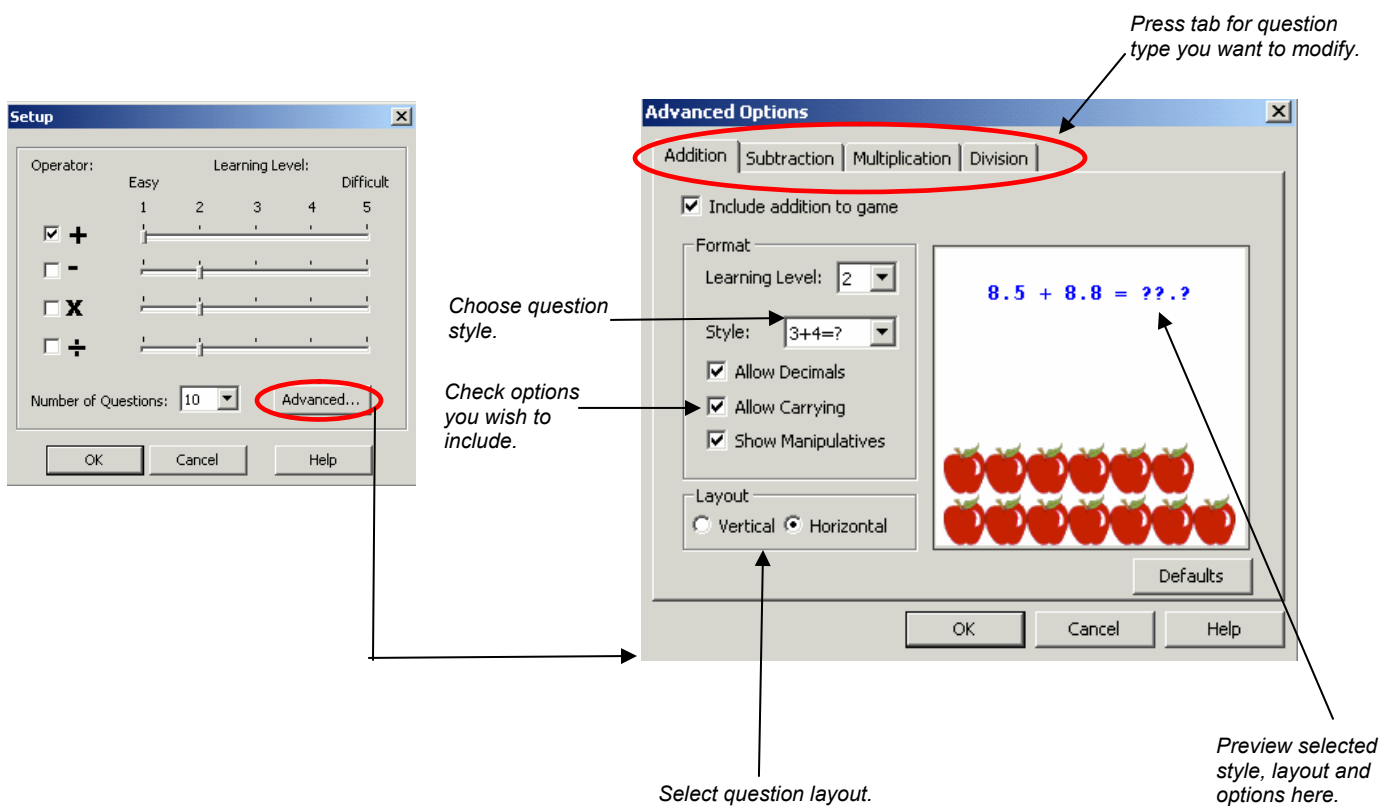 Press tab for question
type you want to modify.
Setup
Operator:
Learning Level:
Easy
Difficult
1 2 3 4 5
+
-
X
÷
Number of Questions: 10 Advanced...
OK Cancel Help
Advanced Options
Addition Subtraction Multiplication Division
Include addition to game
Format
Learning Level: 2
Style: 3+4=?
Allow Decimals
Allow Carrying
Show Manipulatives
Layout
Vertical Horizontal
8.5 + 8.8 = ??.?
Defaults
OK Cancel Help
Choose question
style.
Check options
you wish to
include.
Select question layout.
Preview selected
style, layout and
options here.